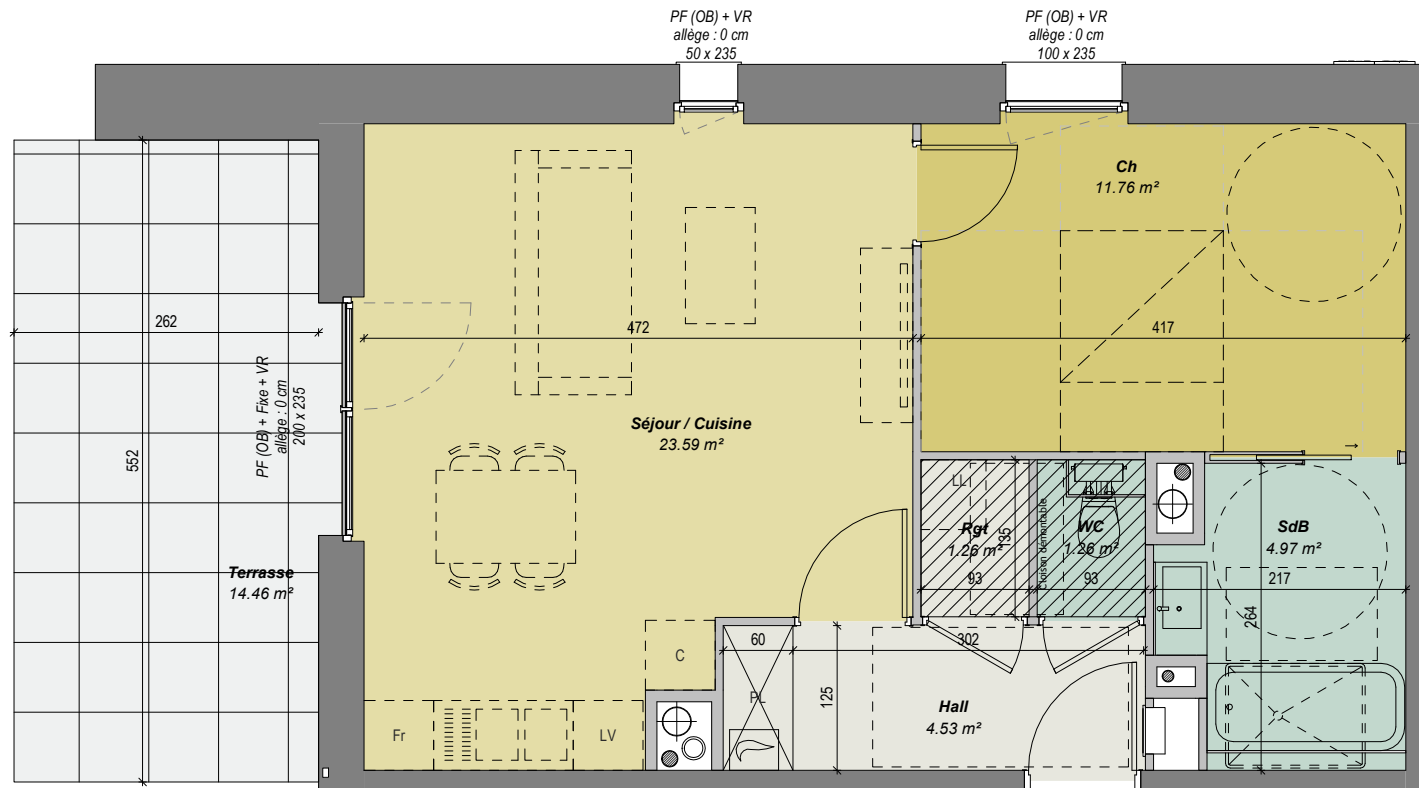 PF (OB) + VR
allège : 0 cm
50 x 235
PF (OB) + VR
allège : 0 cm
100 x 235
Ch
11.76 m²
262
472
417
PF (OB) + Fixe + VR
allège : 0 cm
200 x 235
552
Séjour / Cuisine
23.59 m²
LL
Rgt
1.26 m²
135
93
Cloison démontable
WC
1.26 m²
93
SdB
4.97 m²
217
264
Terrasse
14.46 m²
C
60
302
PL
125
Hall
4.53 m²
Fr
LV